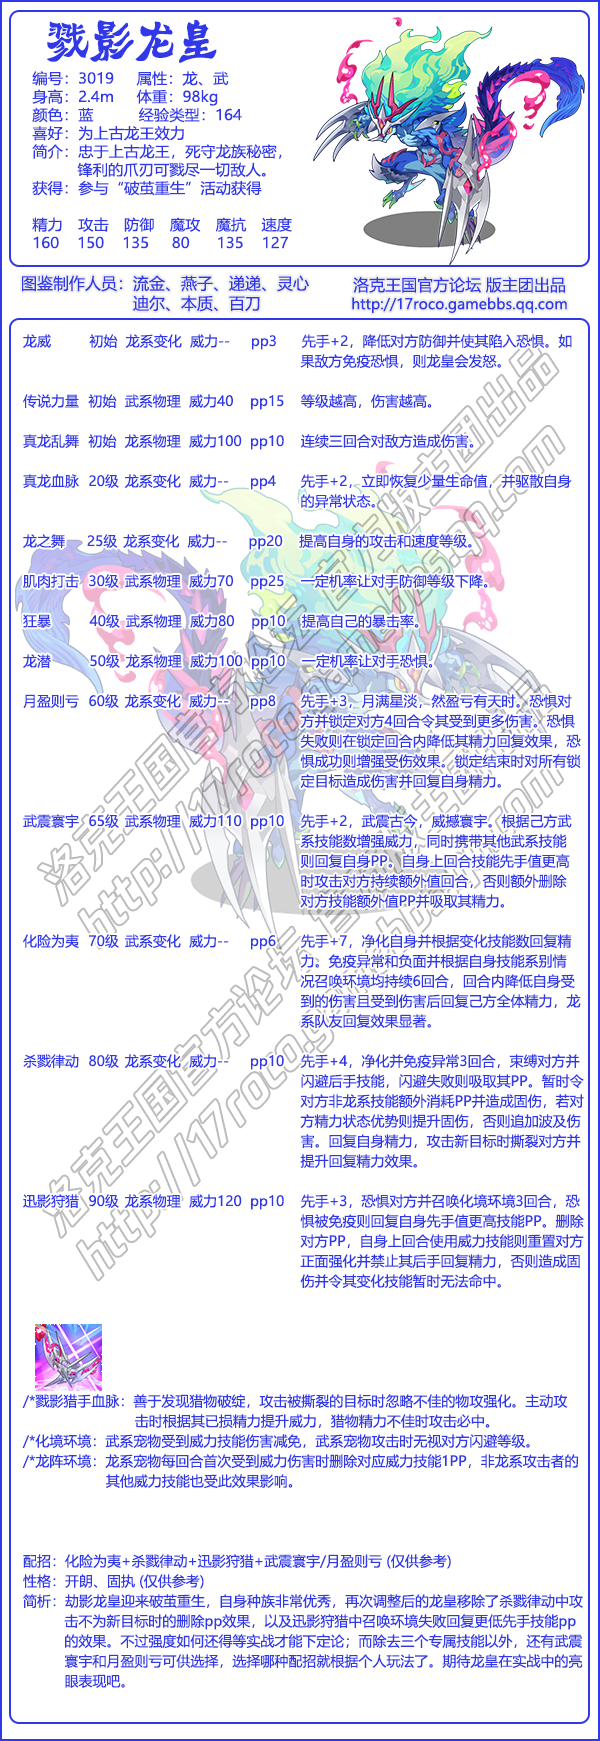 戮影龙皇
编号：3019 属性：龙、武
身高：2.4m 体重：98kg
颜色：蓝 经验类型：164
喜好：为上古龙王效力
简介：忠于上古龙王，死守龙族秘密，
锋利的爪刃可戮尽一切敌人。
获得：参与“破茧重生”活动获得
精力 攻击 防御 魔攻 魔抗 速度
160 150 135 80 135 127
图鉴制作人员：流金、燕子、递递、灵心
迪尔、本质、百刀
洛克王国官方论坛 版主团出品
http://17roco.gamebbs.qq.com
龙威 初始 龙系变化 威力-- pp3 先手+2，降低对方防御并使其陷入恐惧。如
果敌方免疫恐惧，则龙皇会发怒。
传说力量 初始 武系物理 威力40 pp15 等级越高，伤害越高。
真龙乱舞 初始 龙系物理 威力100 pp10 连续三回合对敌方造成伤害。
真龙血脉 20级 龙系变化 威力-- pp4 先手+2，立即恢复少量生命值，并驱散自身
的异常状态。
龙之舞 25级 龙系变化 威力-- pp20 提高自身的攻击和速度等级。
肌肉打击 30级 武系物理 威力70 pp25 一定机率让对手防御等级下降。
狂暴 40级 武系物理 威力80 pp10 提高自己的暴击率。
龙潜 50级 龙系物理 威力100 pp10 一定机率让对手恐惧。
月盈则亏 60级 龙系变化 威力-- pp8 先手+3，月满星淡，然盈亏有天时。恐惧对
方并锁定对方4回合令其受到更多伤害。恐惧
失败则在锁定回合内降低其精力回复效果，恐
惧成功则增强受伤效果。锁定结束时对所有锁
定目标造成伤害并回复自身精力。
武震寰宇 65级 武系物理 威力110 pp10 先手+2，武震古今，威撼寰宇。根据己方武
系技能数增强威力，同时携带其他武系技能
则回复自身PP。自身上回合技能先手值更高
时攻击对方持续额外值回合，否则额外删除
对方技能额外值PP并吸取其精力。
化险为夷 70级 武系变化 威力-- pp6 先手+7，净化自身并根据变化技能数回复精
力。免疫异常和负面并根据自身技能系别情
况召唤环境均持续6回合，回合内降低自身受
到的伤害且受到伤害后回复己方全体精力，龙
系队友回复效果显著。
杀戮律动 80级 龙系变化 威力-- pp10 先手+4，净化并免疫异常3回合，束缚对方并
闪避后手技能，闪避失败则吸取其PP。暂时令
对方非龙系技能额外消耗PP并造成固伤，若对
方精力状态优势则提升固伤，否则追加波及伤
害。回复自身精力，攻击新目标时撕裂对方并
提升回复精力效果。
迅影狩猎 90级 龙系物理 威力120 pp10 先手+3，恐惧对方并召唤化境环境3回合，恐
惧被免疫则回复自身先手值更高技能PP。删除
对方PP，自身上回合使用威力技能则重置对方
正面强化并禁止其后手回复精力，否则造成固
伤并令其变化技能暂时无法命中。
/*戮影猎手血脉：善于发现猎物破绽，攻击被撕裂的目标时忽略不佳的物攻强化。主动攻
击时根据其已损精力提升威力，猎物精力不佳时攻击必中。
/*化境环境：武系宠物受到威力技能伤害减免，武系宠物攻击时无视对方闪避等级。
/*龙阵环境：龙系宠物每回合首次受到威力伤害时删除对应威力技能1PP，非龙系攻击者的
其他威力技能也受此效果影响。
配招：化险为夷+杀戮律动+迅影狩猎+武震寰宇/月盈则亏 (仅供参考)
性格：开朗、固执 (仅供参考)
简析：劫影龙皇迎来破茧重生，自身种族非常优秀，再次调整后的龙皇移除了杀戮律动中攻
击不为新目标时的删除pp效果，以及迅影狩猎中召唤环境失败回复更低先手技能pp
的效果。不过强度如何还得等实战才能下定论；而除去三个专属技能以外，还有武震
寰宇和月盈则亏可供选择，选择哪种配招就根据个人玩法了。期待龙皇在实战中的亮
眼表现吧。
洛克王国官方论坛 版主团出品
http://17roco.gamebbs.qq.com
洛克王国官方论坛 版主团出品
http://17roco.gamebbs.qq.com